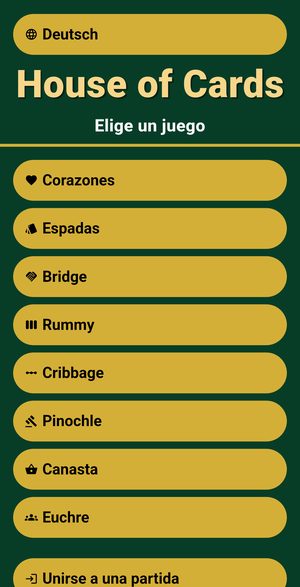 Deutsch
House of Cards
Elige un juego
Corazones
Espadas
Bridge
Rummy
Cribbage
Pinochle
Canasta
Euchre
Unirse a una partida